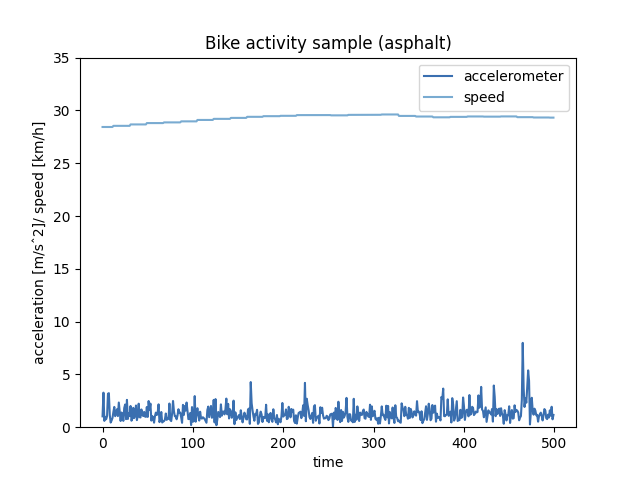 Bike activity sample (asphalt)
accelerometer
speed
35
30
25
20
15
10
5
0
acceleration [m/sˆ2]/ speed [km/h]
0
100
200
300
400
500
time